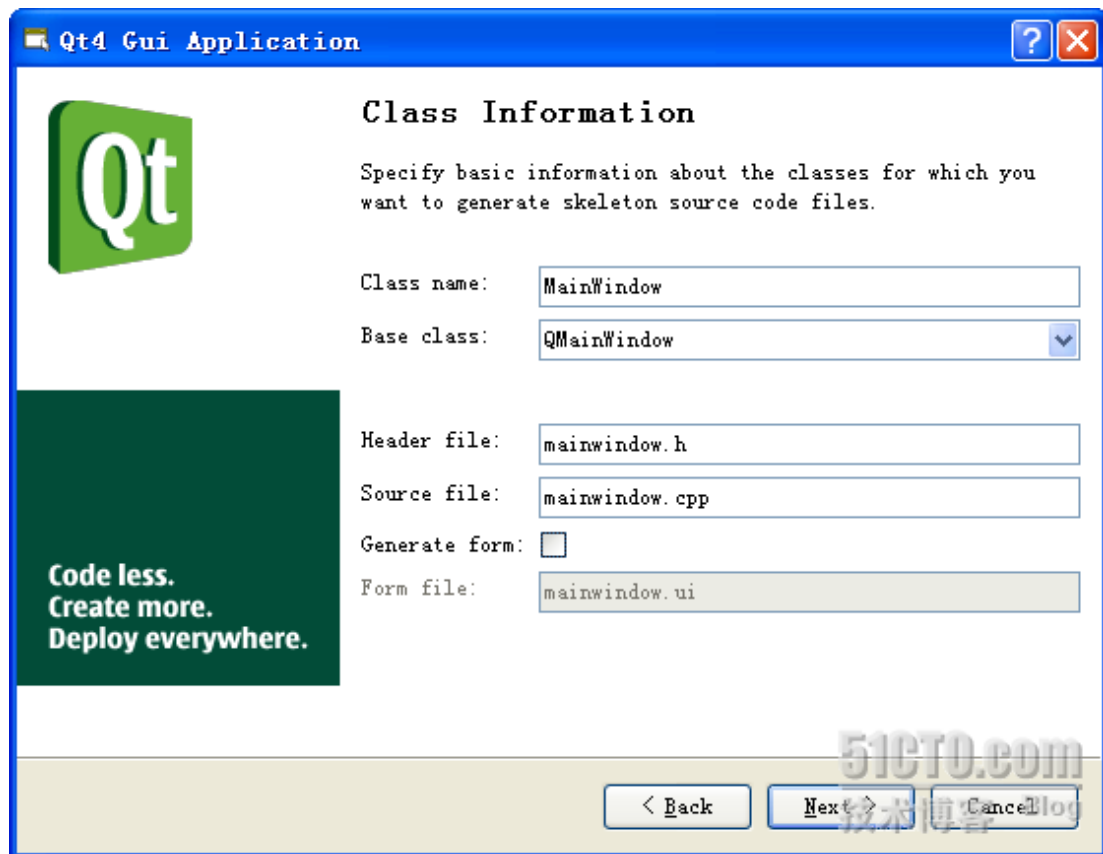 Qt4 Gui Application
Qt
Class Information
Specify basic information about the classes for which you
want to generate skeleton source code files.
Class name: MainWindow
Base class: QMainWindow
Header file: mainwindow.h
Source file: mainwindow.cpp
Generate form:
Form file: mainwindow.ui
Code less.
Create more.
Deploy everywhere.
51CTO.com
< Back Next > Cancel
技术博客 Blog